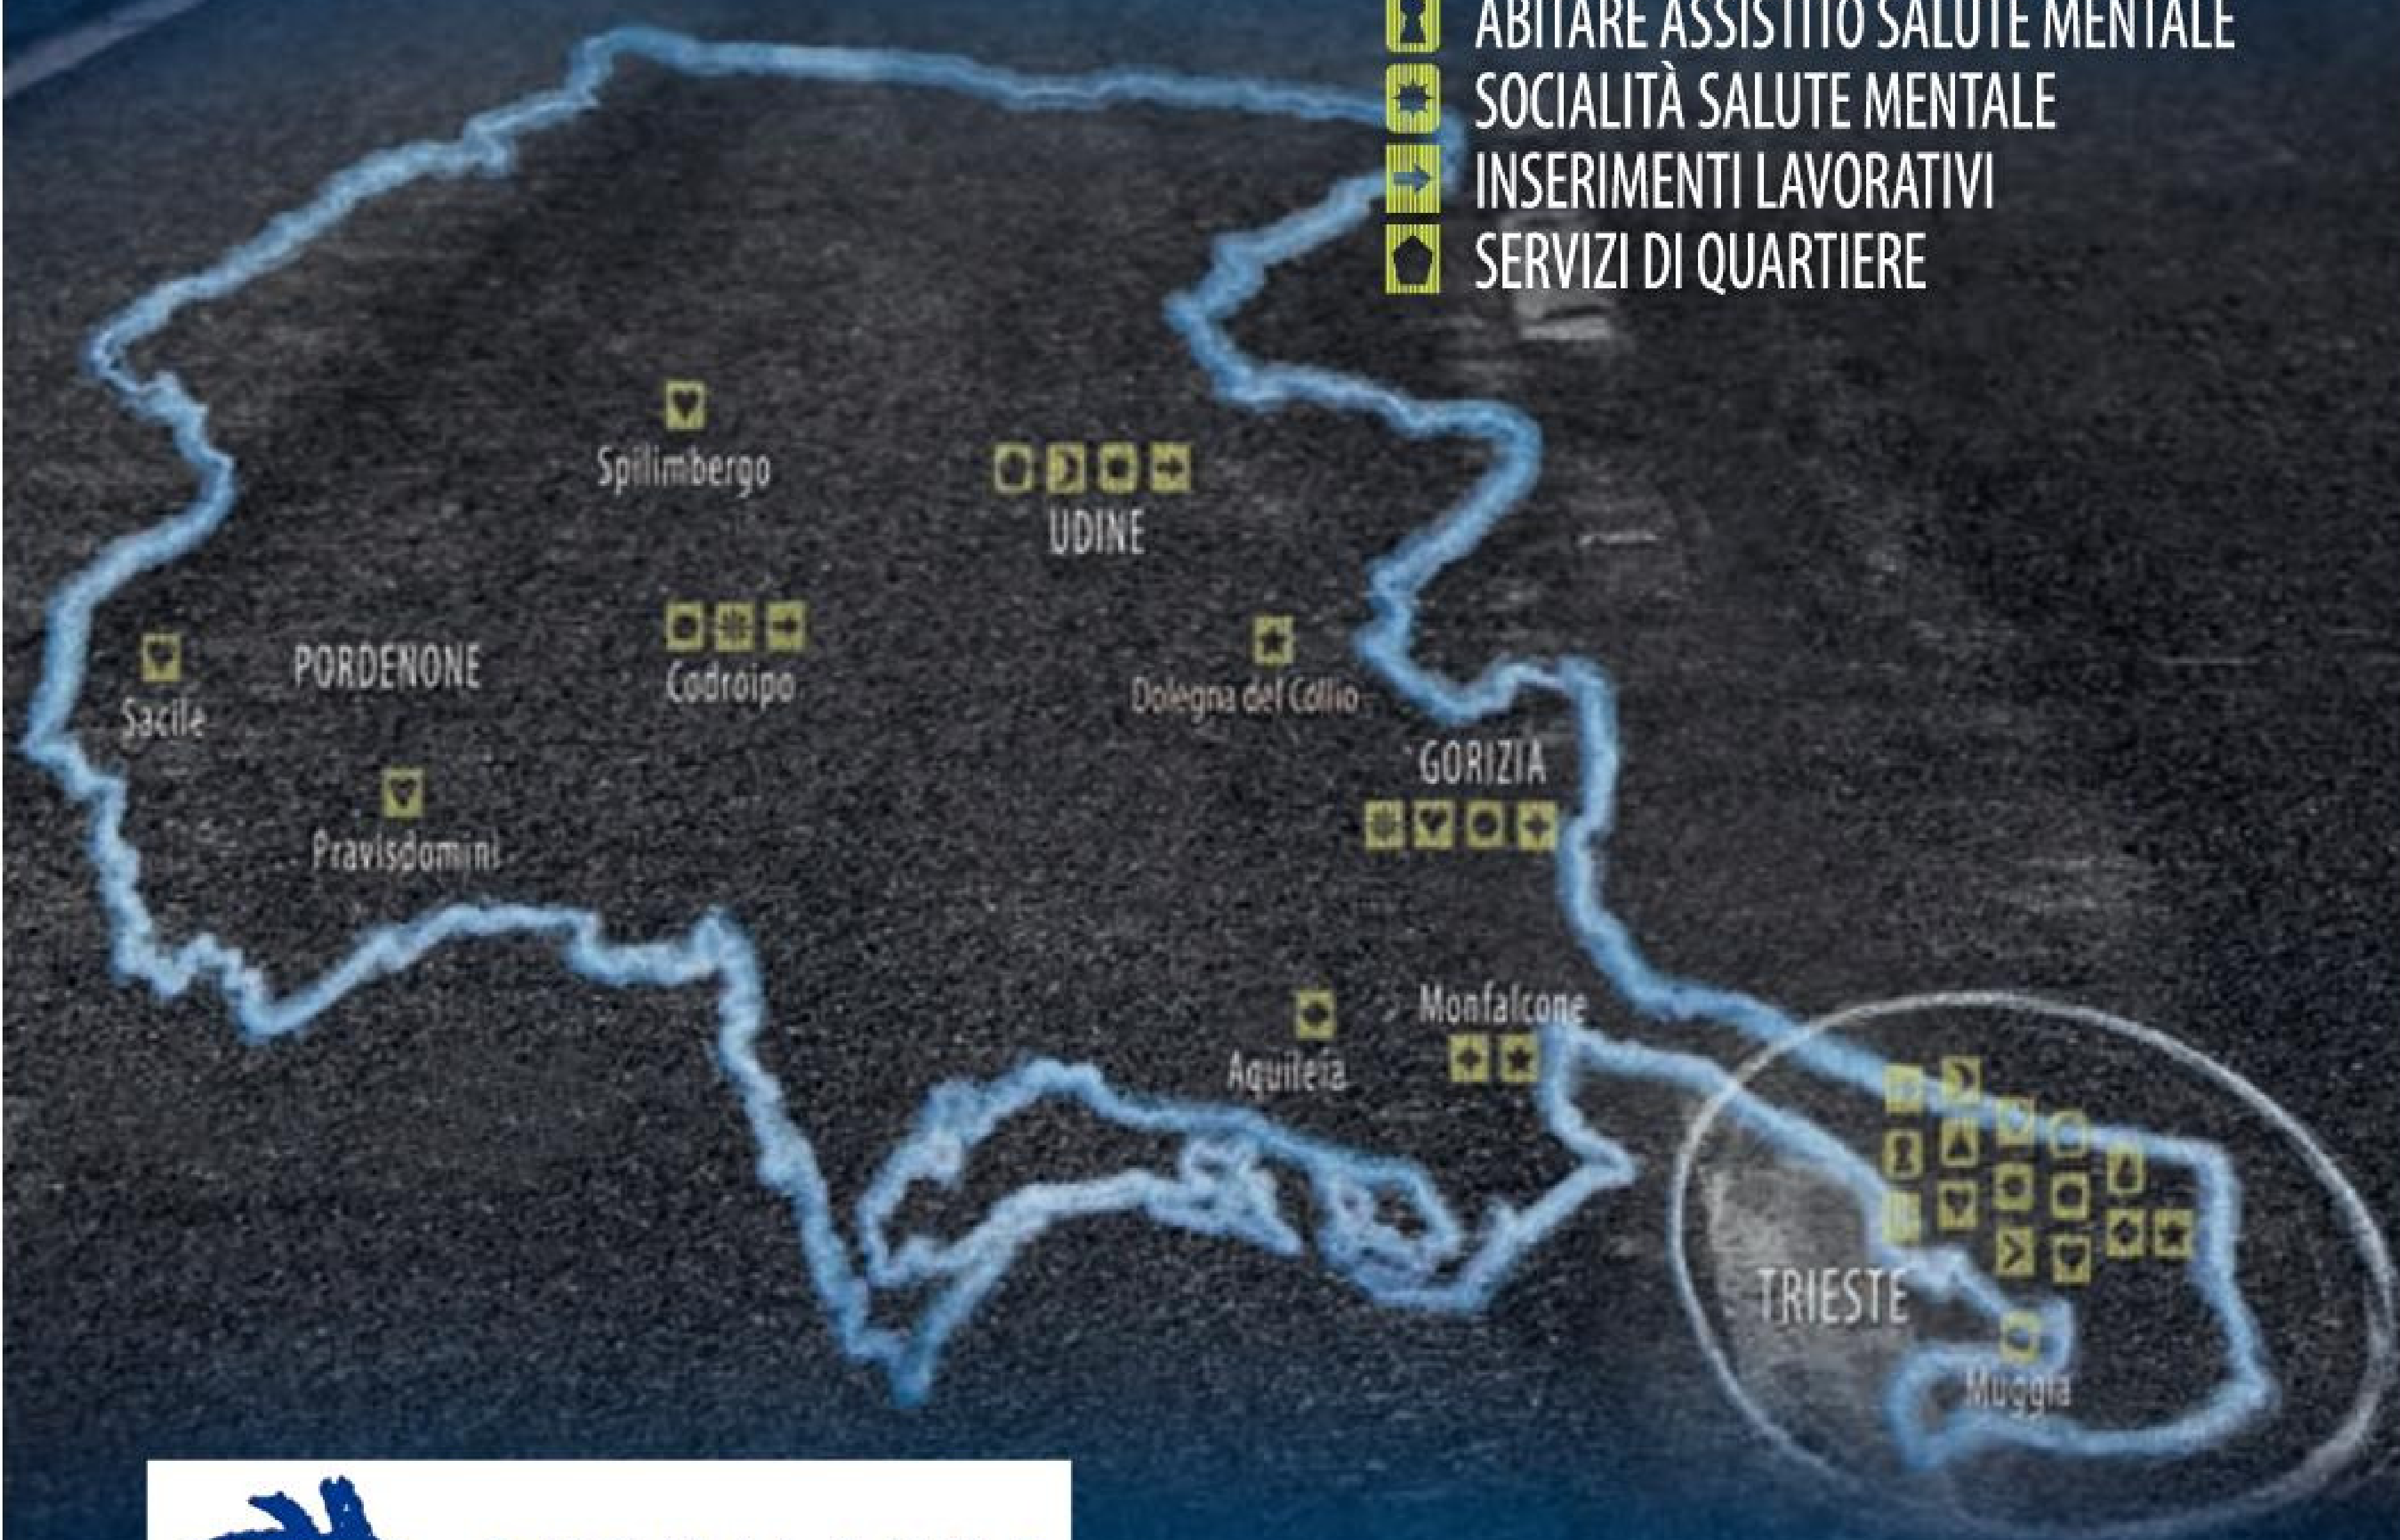 ABITARE ASSISTITO SALUTE MENTALE
SOCIALITÀ SALUTE MENTALE
INSERIMENTI LAVORATIVI
SERVIZI DI QUARTIERE
Spilimbergo
UDINE
Sacile
PORDENONE
Codroipo
Dolegna del Collio
GORIZIA
Pravisdomini
Monfalcone
Aquileia
TRIESTE
Muggia